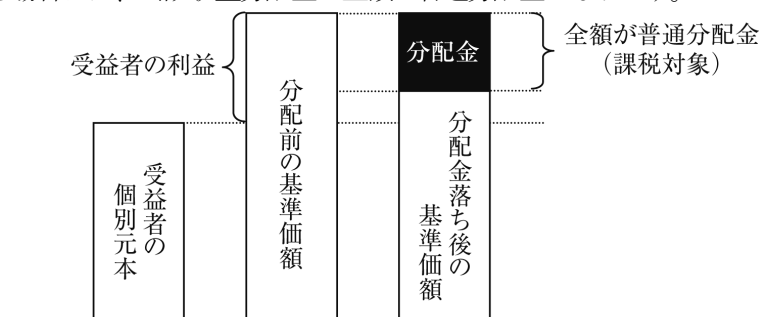 受益者の利益
分配金
全額が普通分配金
（課税対象）
受益者の
個別元本
分配前の基準価額
分配金落ち後の
基準価額